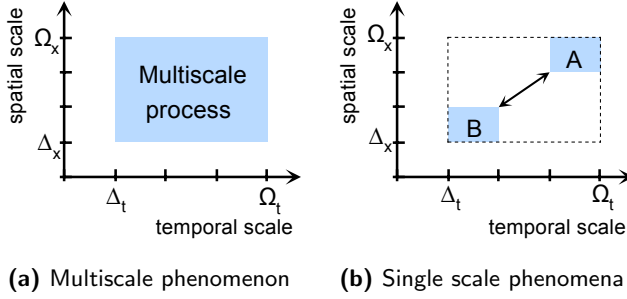 spatial scale
Ωx
Δx
Multiscale
process
Δt
Ωt
temporal scale
(a) Multiscale phenomenon
spatial scale
Ωx
Δx
A
B
Δt
Ωt
temporal scale
(b) Single scale phenomena